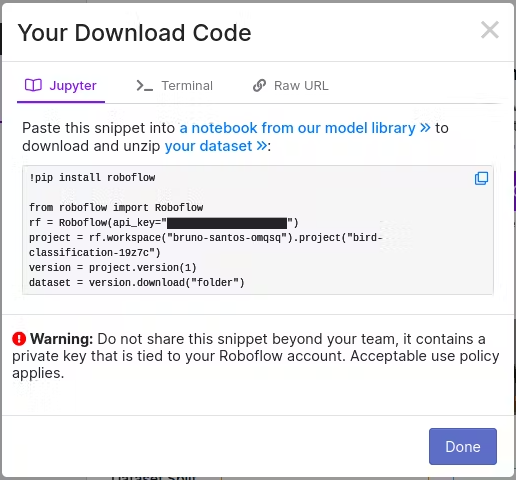 Your Download Code
Jupyter
Terminal
Raw URL
Paste this snippet into a notebook from our model library » to
download and unzip your dataset »:
!pip install roboflow
from roboflow import Roboflow
rf = Roboflow(api_key="")
project = rf.workspace("bruno-santos-omqsq").project("bird-
classification-19z7c")
version = project.version(1)
dataset = version.download("folder")
Warning: Do not share this snippet beyond your team, it contains a
private key that is tied to your Roboflow account. Acceptable use policy
applies.
Done